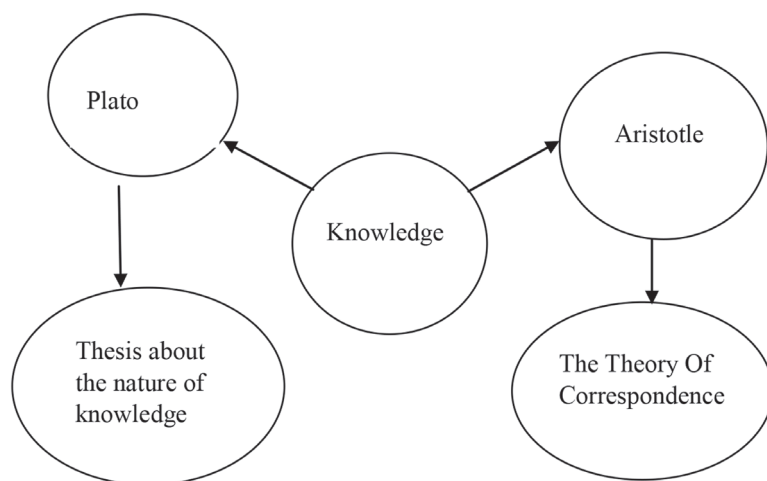 Plato
Aristotle
Knowledge
Thesis about
the nature of
knowledge
The Theory Of
Correspondence